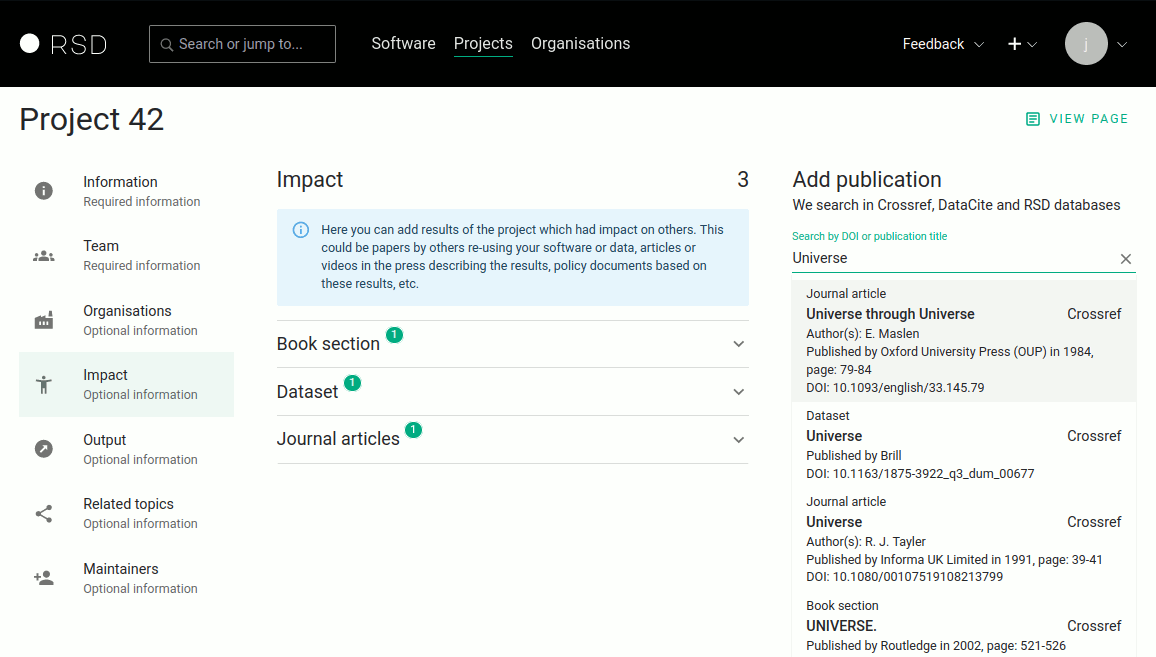 RSD
Search or jump to...
Software
Projects
Organisations
Feedback
j
Project 42
VIEW PAGE
Information
Required information
Team
Required information
Organisations
Optional information
Impact
Optional information
Output
Optional information
Related topics
Optional information
Maintainers
Optional information
Impact
3
Here you can add results of the project which had impact on others. This
could be papers by others re-using your software or data, articles or
videos in the press describing the results, policy documents based on
these results, etc.
Book section 1
Dataset 1
Journal articles 1
Add publication
We search in Crossref, DataCite and RSD databases
Search by DOI or publication title
Universe
Journal article
Universe through Universe Crossref
Author(s): E. Maslen
Published by Oxford University Press (OUP) in 1984,
page: 79-84
DOI: 10.1093/english/33.145.79
Dataset
Universe Crossref
Published by Brill
DOI: 10.1163/1875-3922_q3_dum_00677
Journal article
Universe Crossref
Author(s): R. J. Tayler
Published by Informa UK Limited in 1991, page: 39-41
DOI: 10.1080/00107519108213799
Book section
UNIVERSE. Crossref
Published by Routledge in 2002, page: 521-526